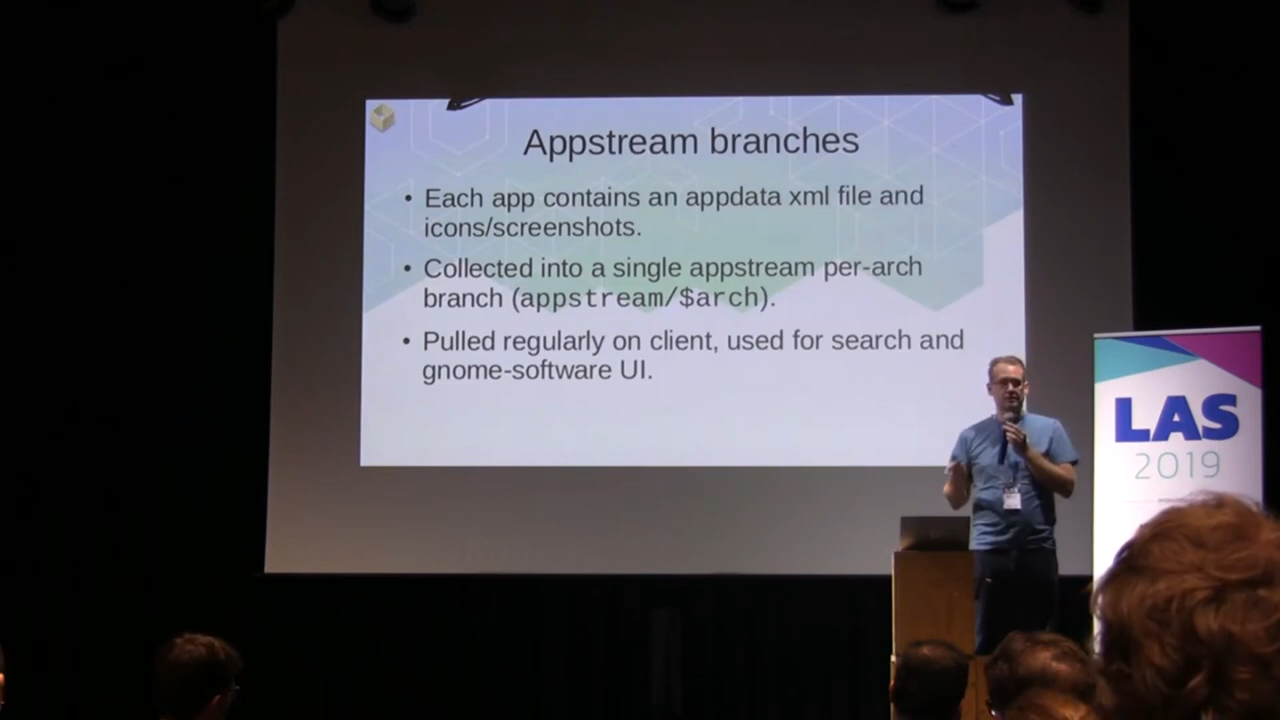 Appstream branches
• Each app contains an appdata xml file and
icons/screenshots.
• Collected into a single appstream per-arch
branch (appstream/$arch).
• Pulled regularly on client, used for search and
gnome-software UI.
LAS
2019